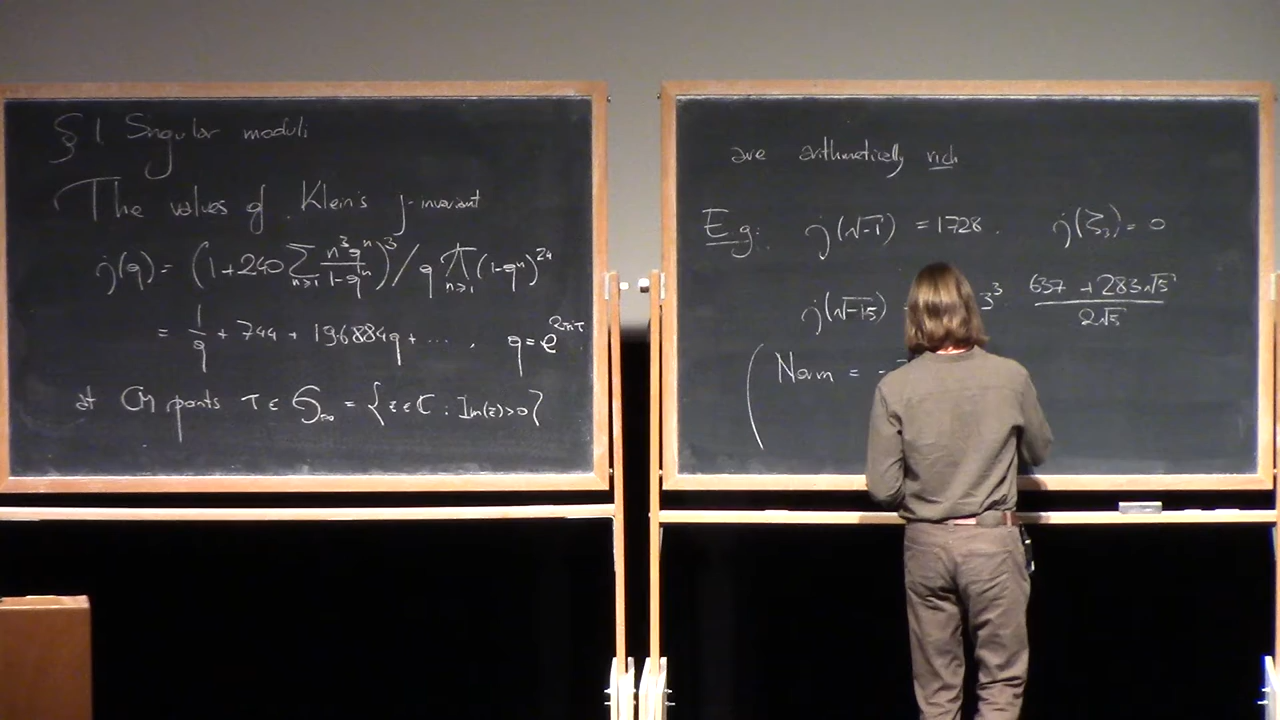 § 1. Singular moduli
The values of Klein's j-invariant
j(q) = (1+240 ∑_{n≥1} n³qⁿ/(1-qⁿ))³ / q ∏_{n≥1} (1-qⁿ)²⁴
= 1/q + 744 + 196884q + ... , q = e^{2πiτ}
at CM points τ ∈ ℌ_∞ = {z ∈ ℂ : Im(z) > 0}
are arithmetically rich
E.g.: j(√-1) = 1728. j(ζ₃) = 0
j(√-15) 3³ (637 + 283√5)/(2√5)
(Norm = -